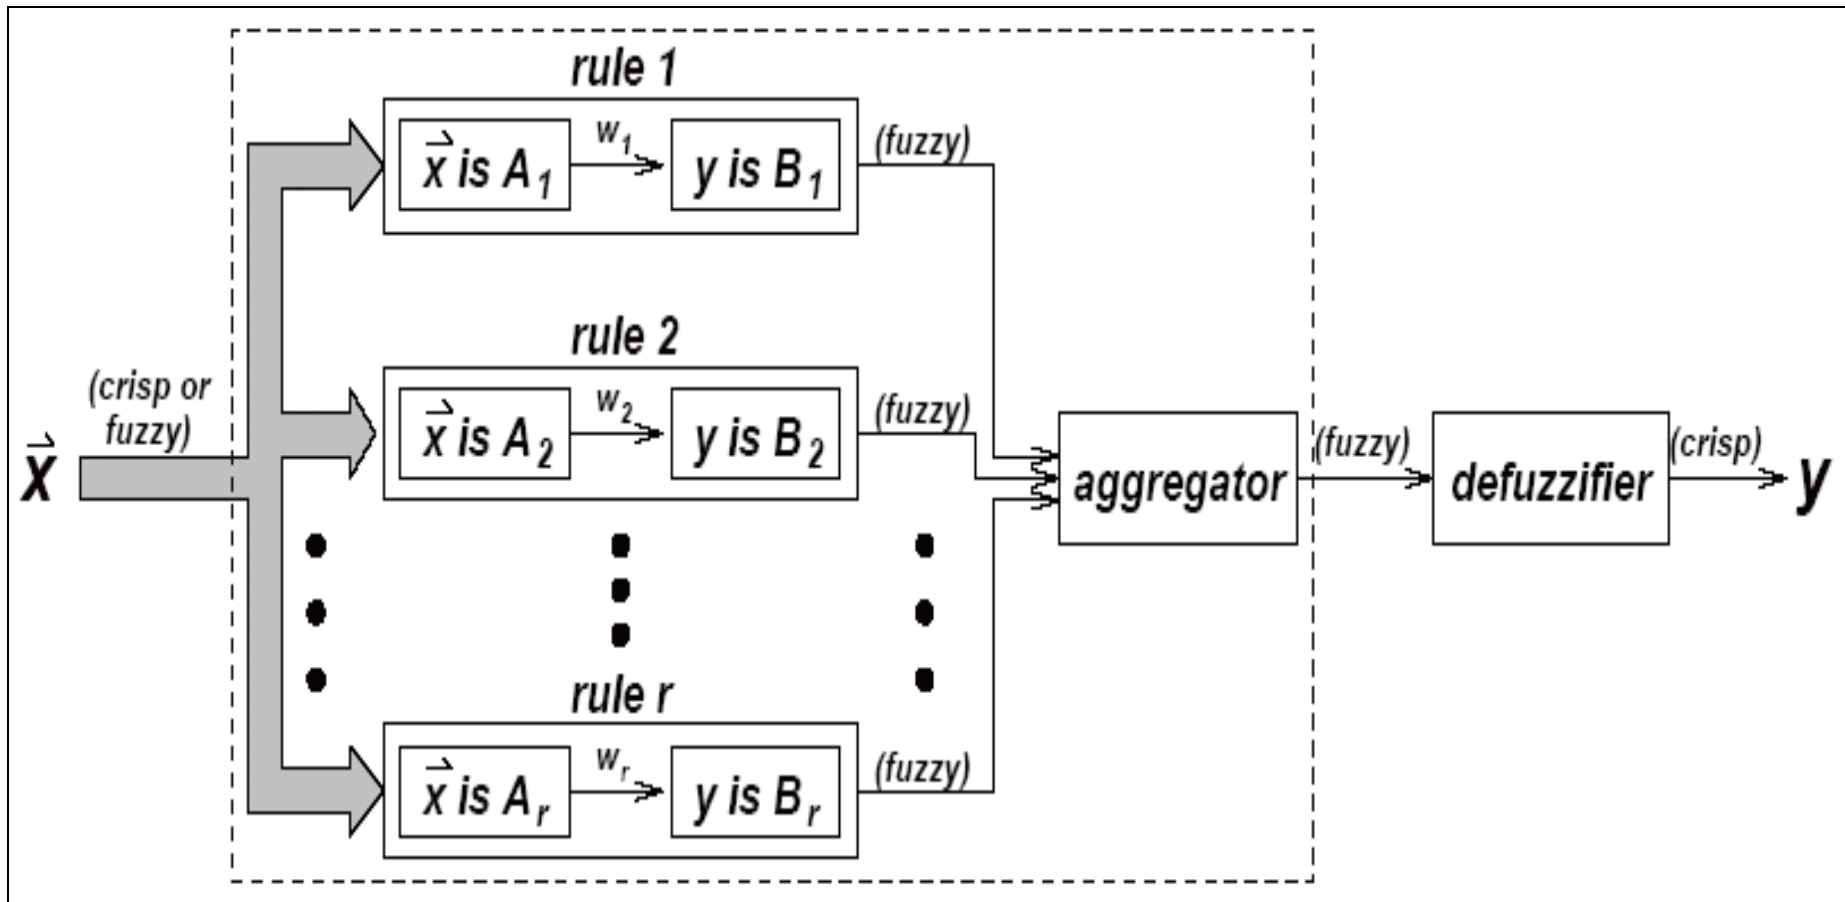 rule 1
x⃗ is A1
w1
y is B1
(fuzzy)
rule 2
(crisp or
fuzzy)
x⃗
x⃗ is A2
w2
y is B2
(fuzzy)
aggregator
(fuzzy)
defuzzifier
(crisp)
y
rule r
x⃗ is Ar
wr
y is Br
(fuzzy)